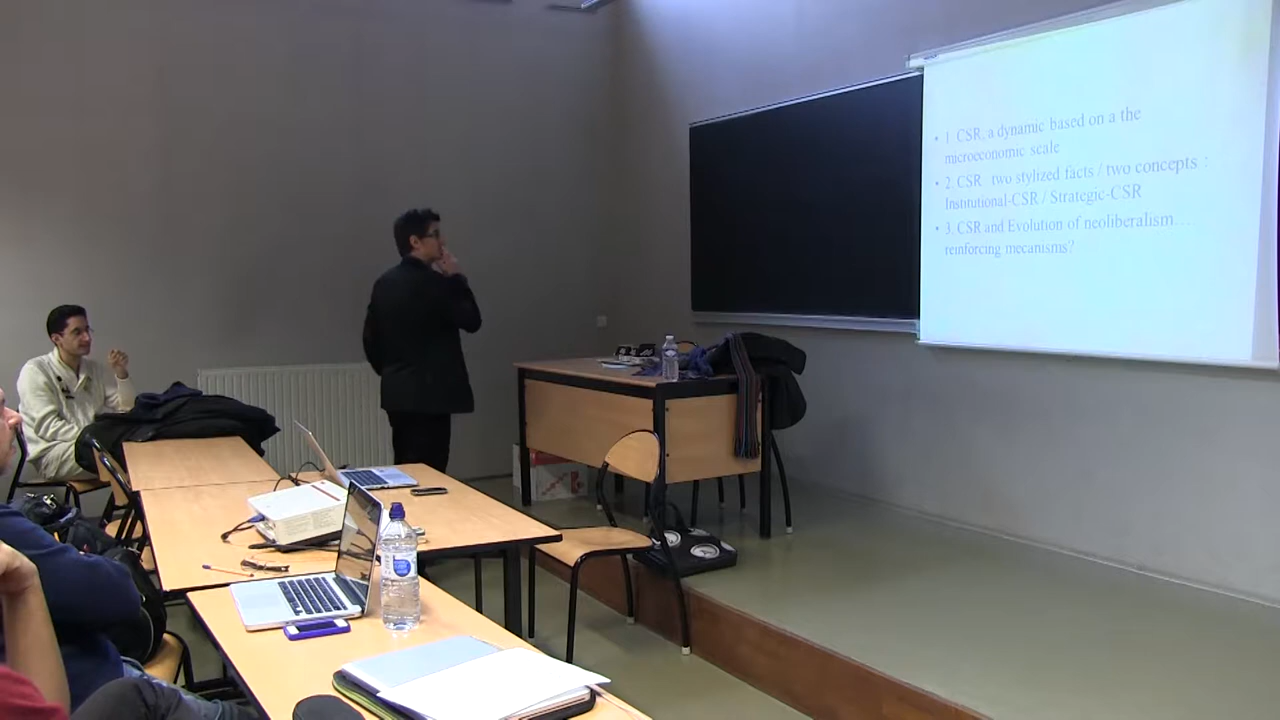 • 1 CSR, a dynamic based on a the
microeconomic scale
• 2. CSR two stylized facts / two concepts :
Institutional-CSR / Strategic-CSR
• 3. CSR and Evolution of neoliberalism…
reinforcing mecanisms?